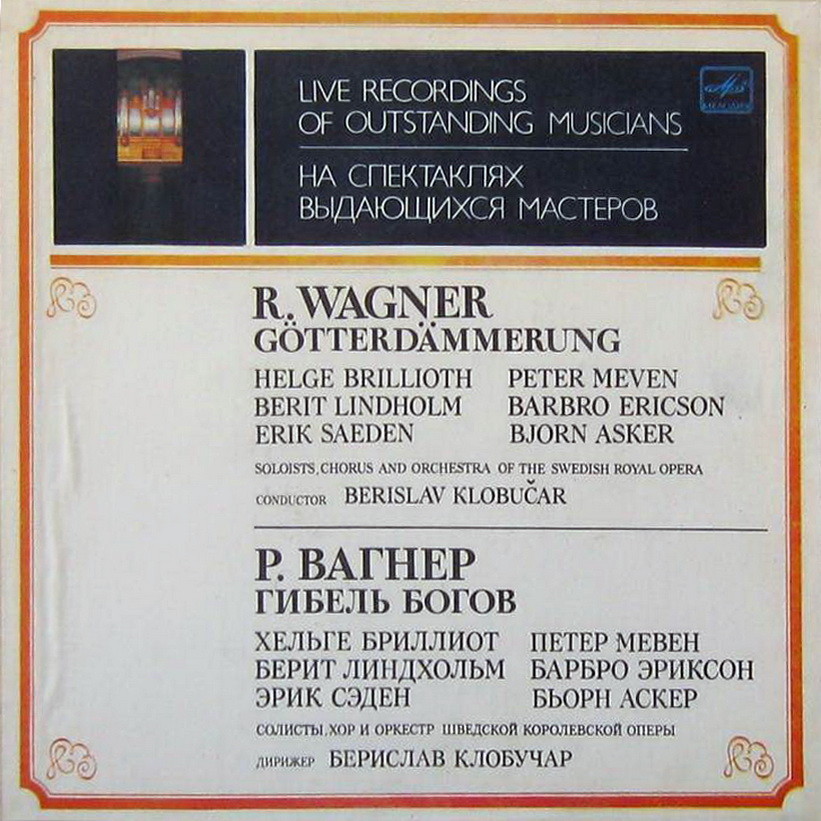 LIVE RECORDINGS
OF OUTSTANDING MUSICIANS
НА СПЕКТАКЛЯХ
ВЫДАЮЩИХСЯ МАСТЕРОВ
МЕЛОДИЯ
R. WAGNER
GÖTTERDÄMMERUNG
HELGE BRILLIOTH PETER MEVEN
BERIT LINDHOLM BARBRO ERICSON
ERIK SAEDEN BJORN ASKER
SOLOISTS, CHORUS AND ORCHESTRA OF THE SWEDISH ROYAL OPERA
CONDUCTOR BERISLAV KLOBUČAR
Р. ВАГНЕР
ГИБЕЛЬ БОГОВ
ХЕЛЬГЕ БРИЛЛИОТ ПЕТЕР МЕВЕН
БЕРИТ ЛИНДХОЛЬМ БАРБРО ЭРИКСОН
ЭРИК СЭДЕН БЬОРН АСКЕР
СОЛИСТЫ, ХОР И ОРКЕСТР ШВЕДСКОЙ КОРОЛЕВСКОЙ ОПЕРЫ
ДИРИЖЕР БЕРИСЛАВ КЛОБУЧАР